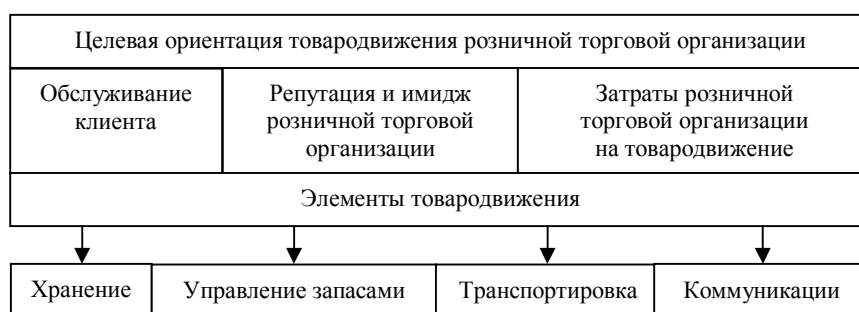 Целевая ориентация товародвижения розничной торговой организации
Обслуживание
клиента
Репутация и имидж
розничной торговой
организации
Затраты розничной
торговой организации
на товародвижение
Элементы товародвижения
Хранение
Управление запасами
Транспортировка
Коммуникации